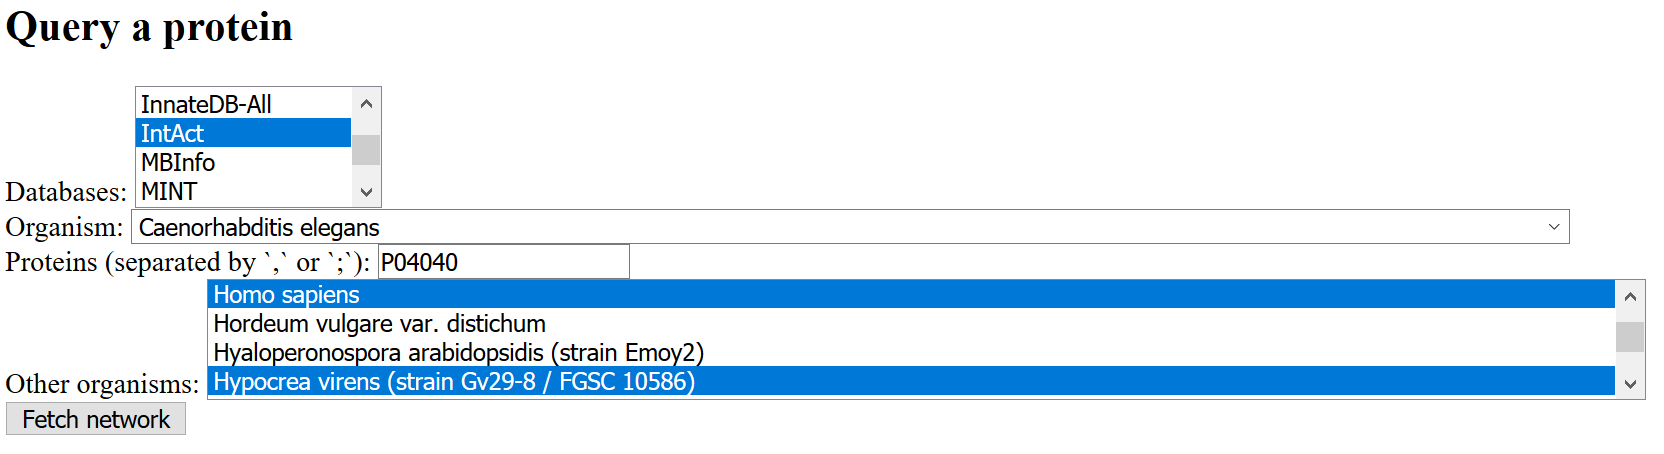 Query a protein
InnateDB-All
IntAct
MBInfo
Databases: MINT
Organism: Caenorhabditis elegans
Proteins (separated by `,` or `;`): P04040
Homo sapiens
Hordeum vulgare var. distichum
Hyaloperonospora arabidopsidis (strain Emoy2)
Other organisms: Hypocrea virens (strain Gv29-8 / FGSC 10586)
Fetch network